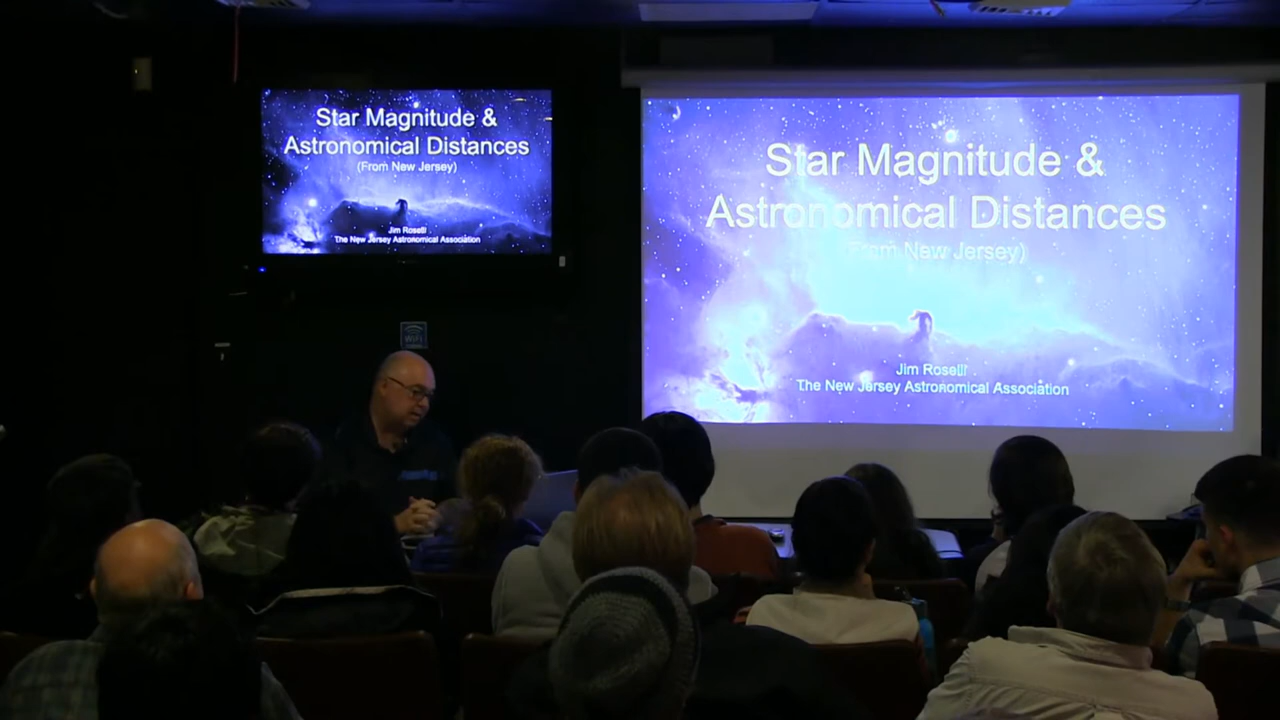 Star Magnitude &
Astronomical Distances
(From New Jersey)
Jim Roselli
The New Jersey Astronomical Association
Star Magnitude &
Astronomical Distances
(From New Jersey)
Jim Roselli
The New Jersey Astronomical Association
WiFi